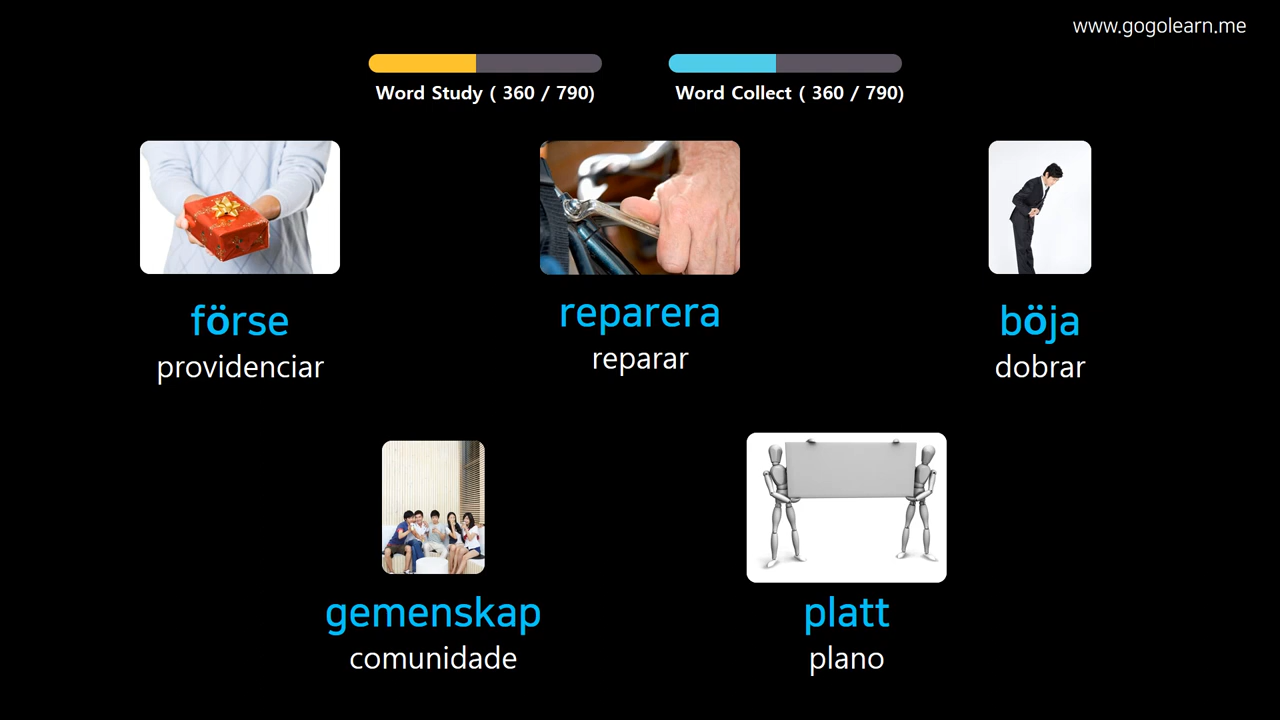 www.gogolearn.me
Word Study ( 360 / 790)
Word Collect ( 360 / 790)
förse
providenciar
reparera
reparar
böja
dobrar
gemenskap
comunidade
platt
plano